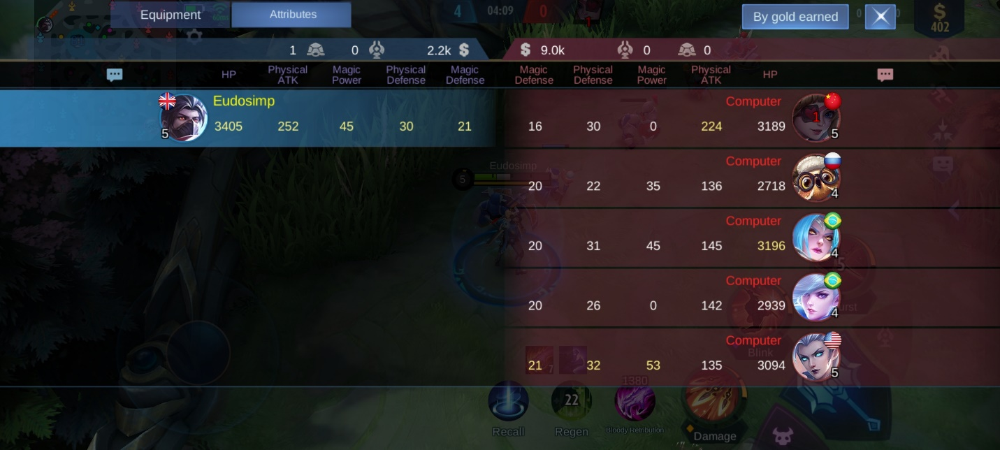 Equipment
Attributes
4 04:09 0
By gold earned
402
1 0 2.2k
9.0k 0 0
HP Physical ATK Magic Power Physical Defense Magic Defense
Magic Defense Physical Defense Magic Power Physical ATK HP
Eudosimp
5 3405 252 45 30 21
Computer
16 30 0 224 3189 1 5
Computer
20 22 35 136 2718 4
Eudosimp
5
Computer
20 31 45 145 3196 4
Computer
20 26 0 142 2939 4
Computer
21 32 53 135 3094 5
Blink
7
1380
22
Recall
Regen
Bloody Retribution
Damage